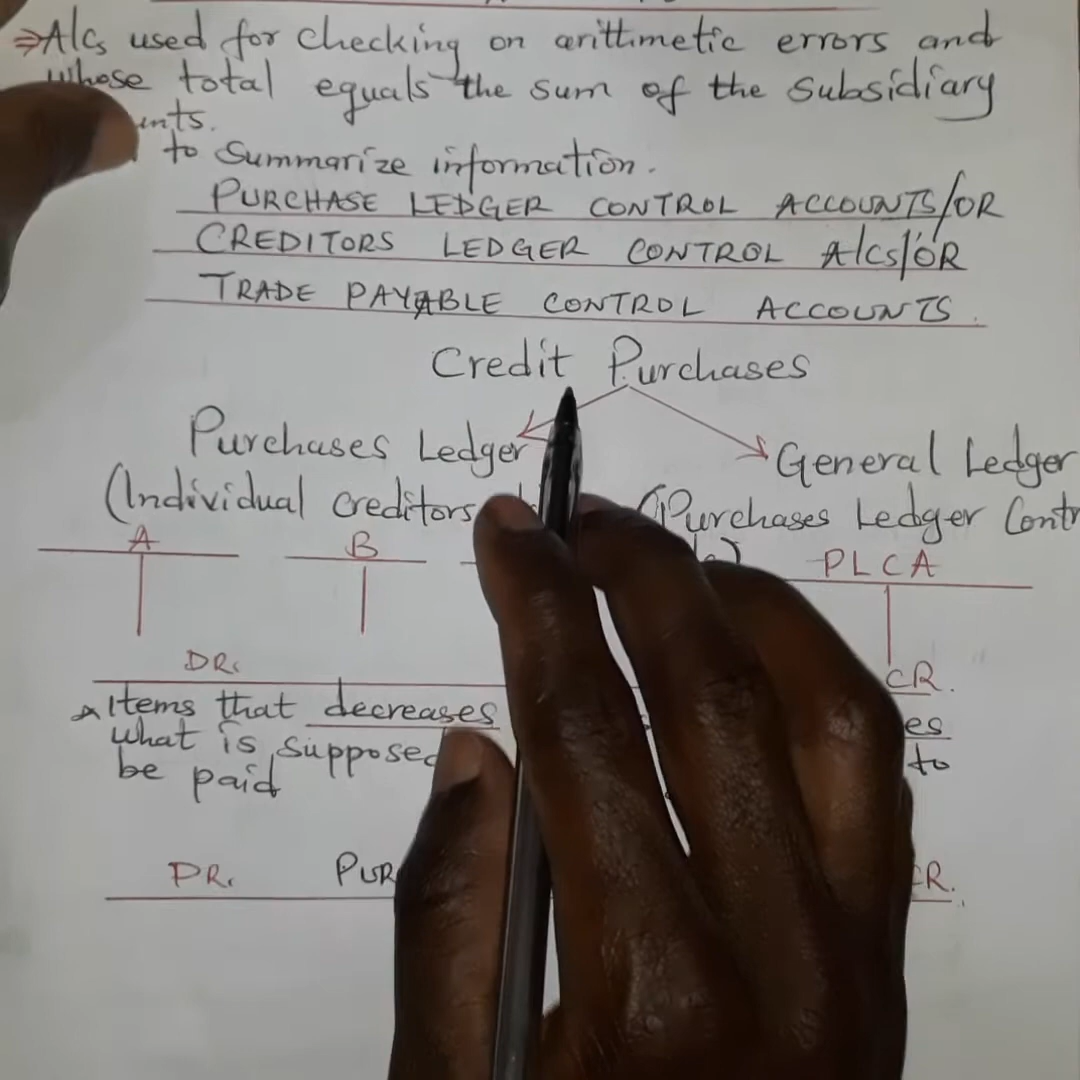 ⇒A/Cs used for checking on arithmetic errors and
whose total equals the sum of the Subsidiary
to Summarize information.
PURCHASE LEDGER CONTROL ACCOUNTS/OR
CREDITORS LEDGER CONTROL A/CS/OR
TRADE PAYABLE CONTROL ACCOUNTS.
Credit Purchases
Purchases Ledger
General Ledger
(Individual creditors
(Purchases Ledger Contr
A
B
PLCA
DR.
CR.
Items that decreases
what is supposed
to
be paid
DR.
CR.